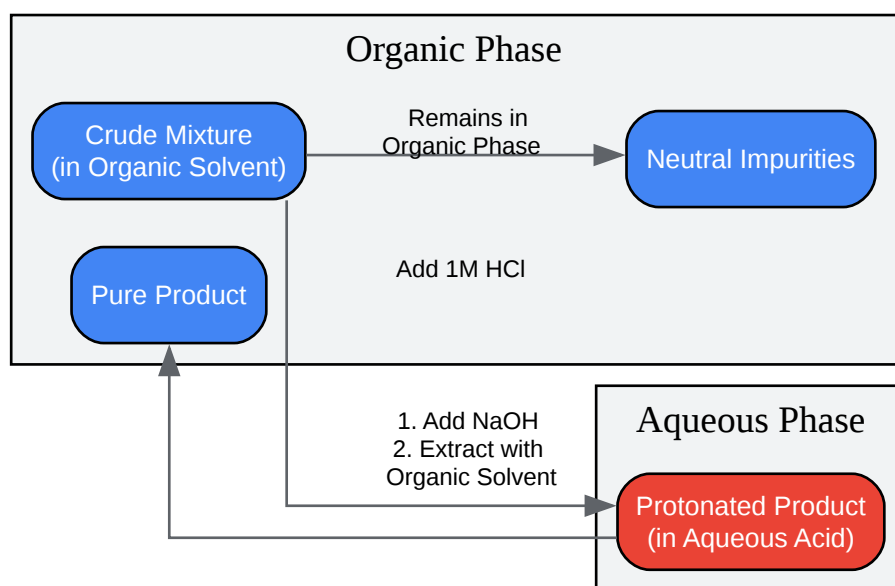 Organic Phase
Crude Mixture
(in Organic Solvent)
Remains in
Organic Phase
Neutral Impurities
Pure Product
Add 1M HCl
1. Add NaOH
2. Extract with
Organic Solvent
Aqueous Phase
Protonated Product
(in Aqueous Acid)